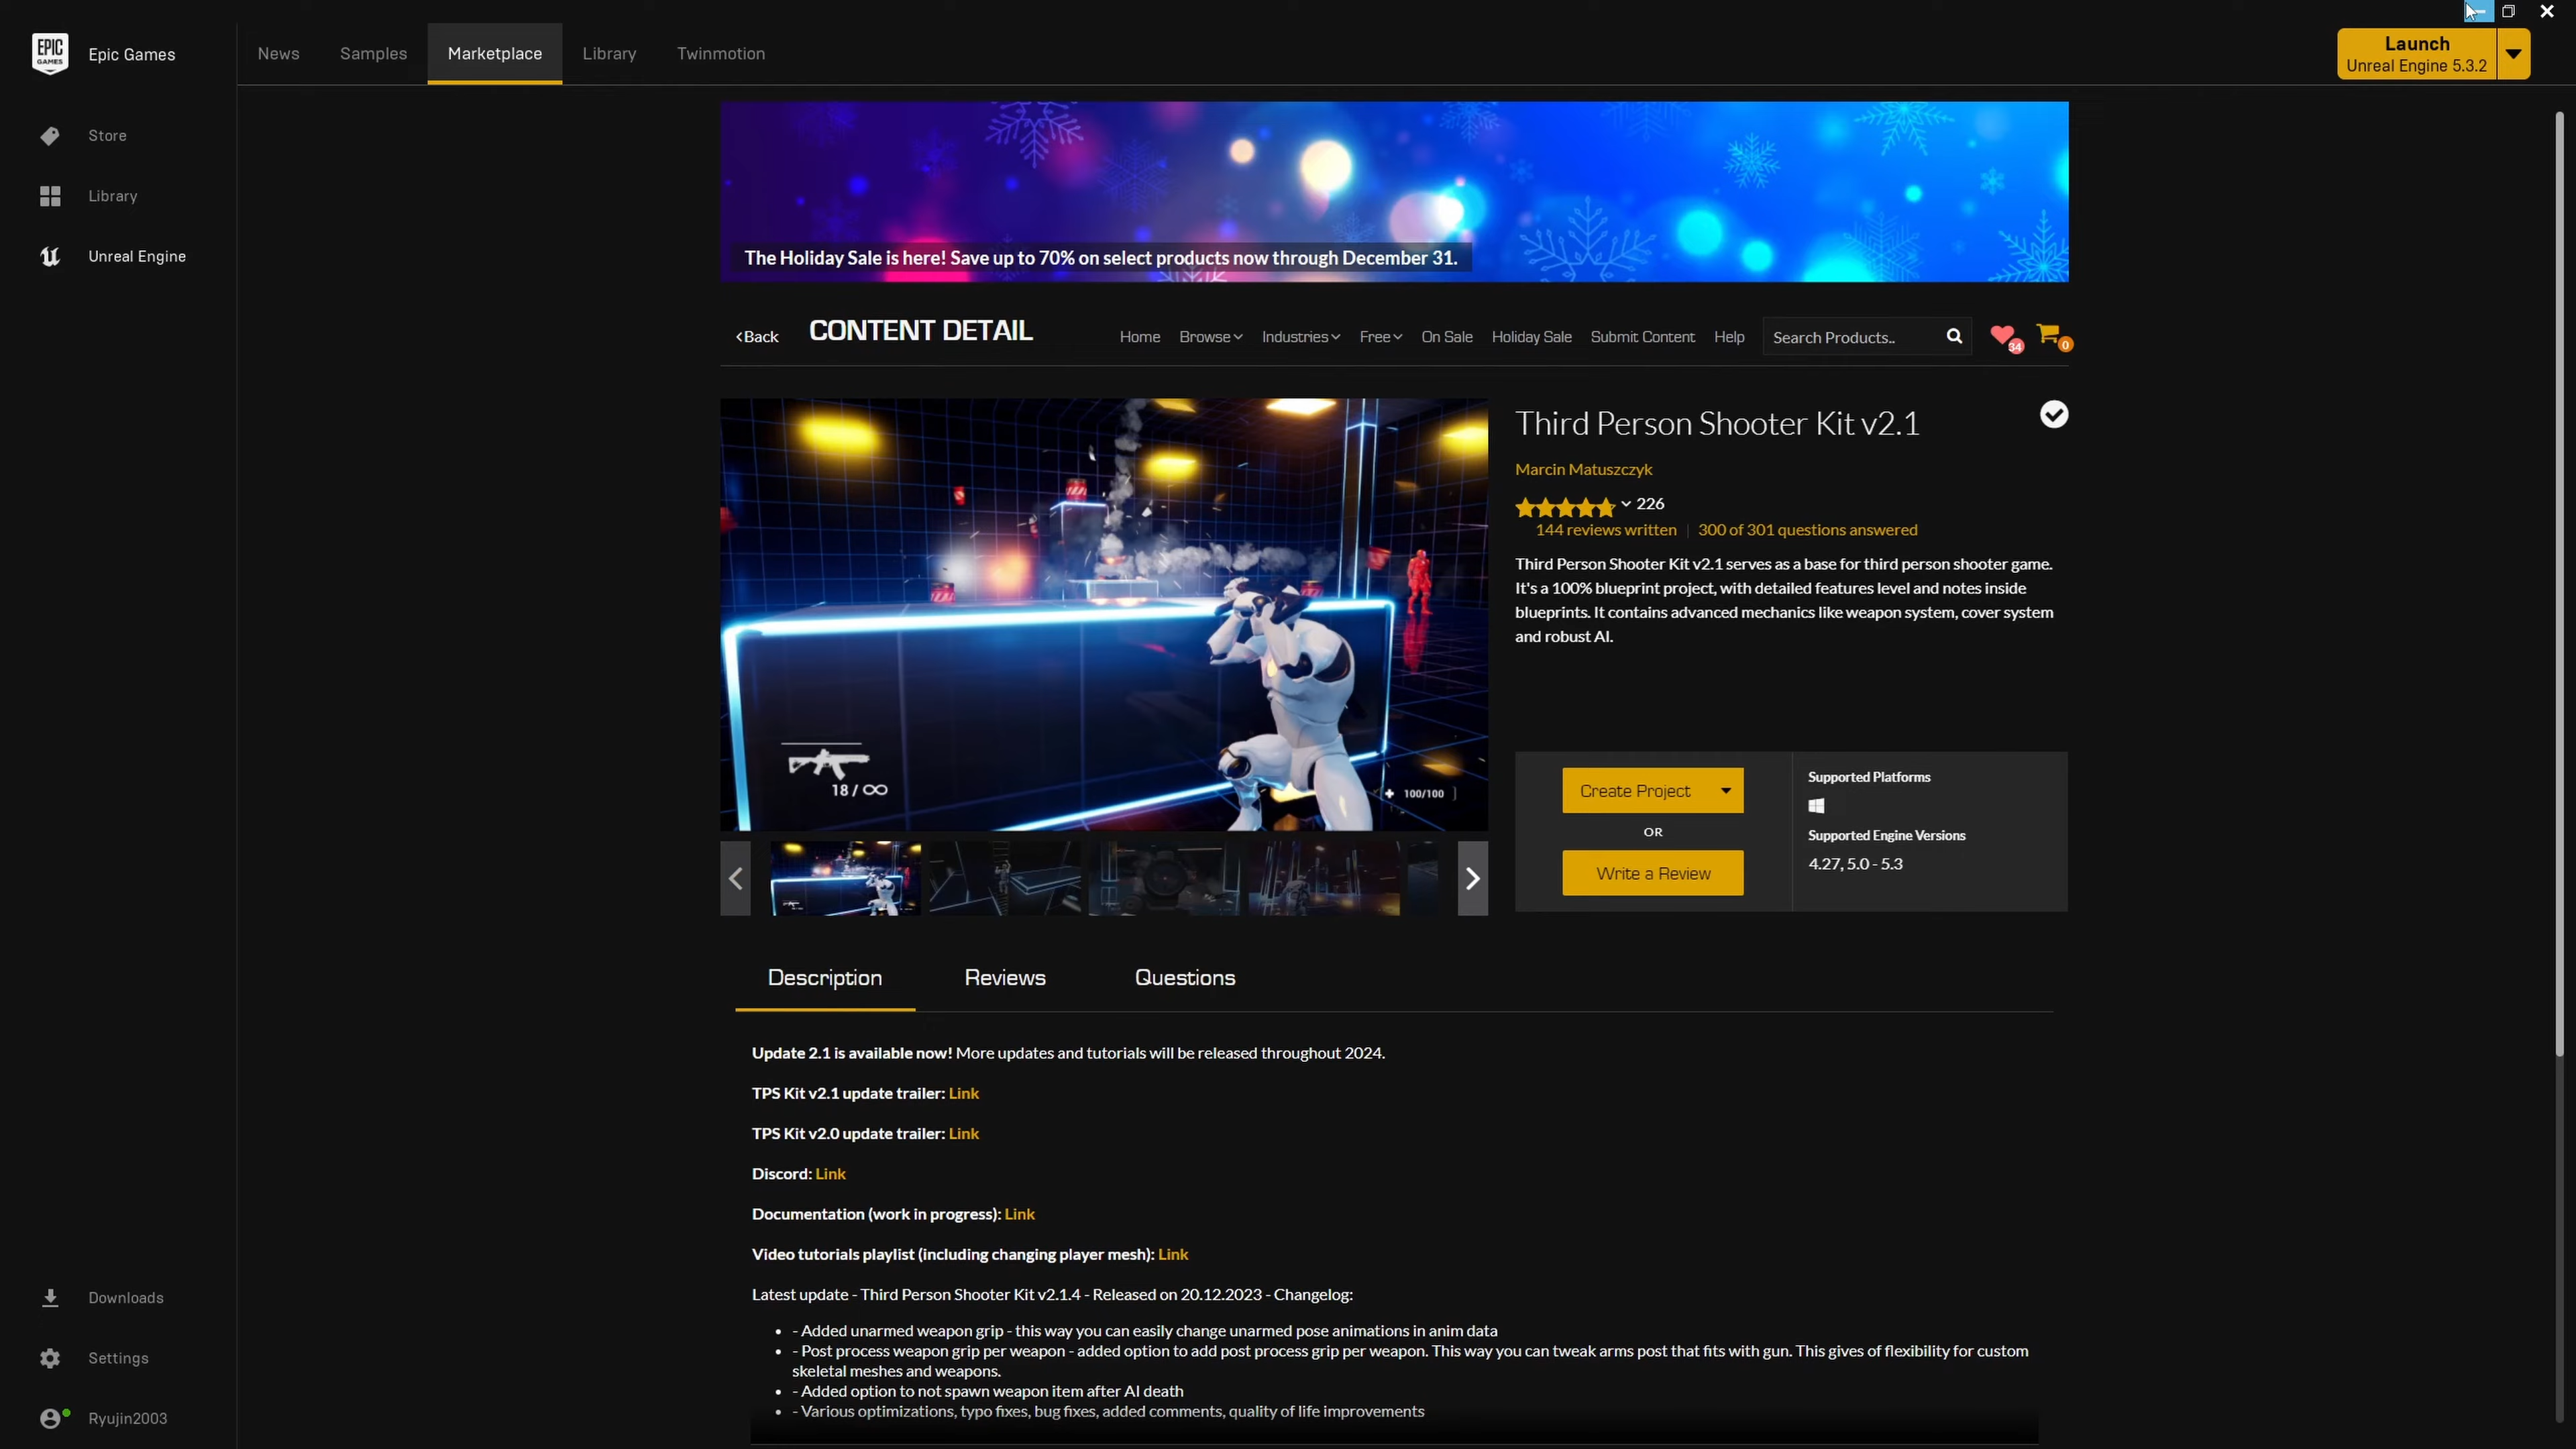 EPIC GAMES
Epic Games
News
Samples
Marketplace
Library
Twinmotion
Launch
Unreal Engine 5.3.2
Store
Library
Unreal Engine
The Holiday Sale is here! Save up to 70% on select products now through December 31.
Back
CONTENT DETAIL
Home
Browse
Industries
Free
On Sale
Holiday Sale
Submit Content
Help
Search Products..
34
0
Third Person Shooter Kit v2.1
Marcin Matuszczyk
226
144 reviews written
300 of 301 questions answered
Third Person Shooter Kit v2.1 serves as a base for third person shooter game.
It's a 100% blueprint project, with detailed features level and notes inside
blueprints. It contains advanced mechanics like weapon system, cover system
and robust AI.
18 / ∞
100/100
Create Project
OR
Write a Review
Supported Platforms
Supported Engine Versions
4.27, 5.0 - 5.3
Description
Reviews
Questions
Update 2.1 is available now! More updates and tutorials will be released throughout 2024.
TPS Kit v2.1 update trailer: Link
TPS Kit v2.0 update trailer: Link
Discord: Link
Documentation (work in progress): Link
Video tutorials playlist (including changing player mesh): Link
Latest update - Third Person Shooter Kit v2.1.4 - Released on 20.12.2023 - Changelog:
• - Added unarmed weapon grip - this way you can easily change unarmed pose animations in anim data
• - Post process weapon grip per weapon - added option to add post process grip per weapon. This way you can tweak arms post that fits with gun. This gives of flexibility for custom
skeletal meshes and weapons.
• - Added option to not spawn weapon item after AI death
• - Various optimizations, typo fixes, bug fixes, added comments, quality of life improvements
Downloads
Settings
Ryujin2003